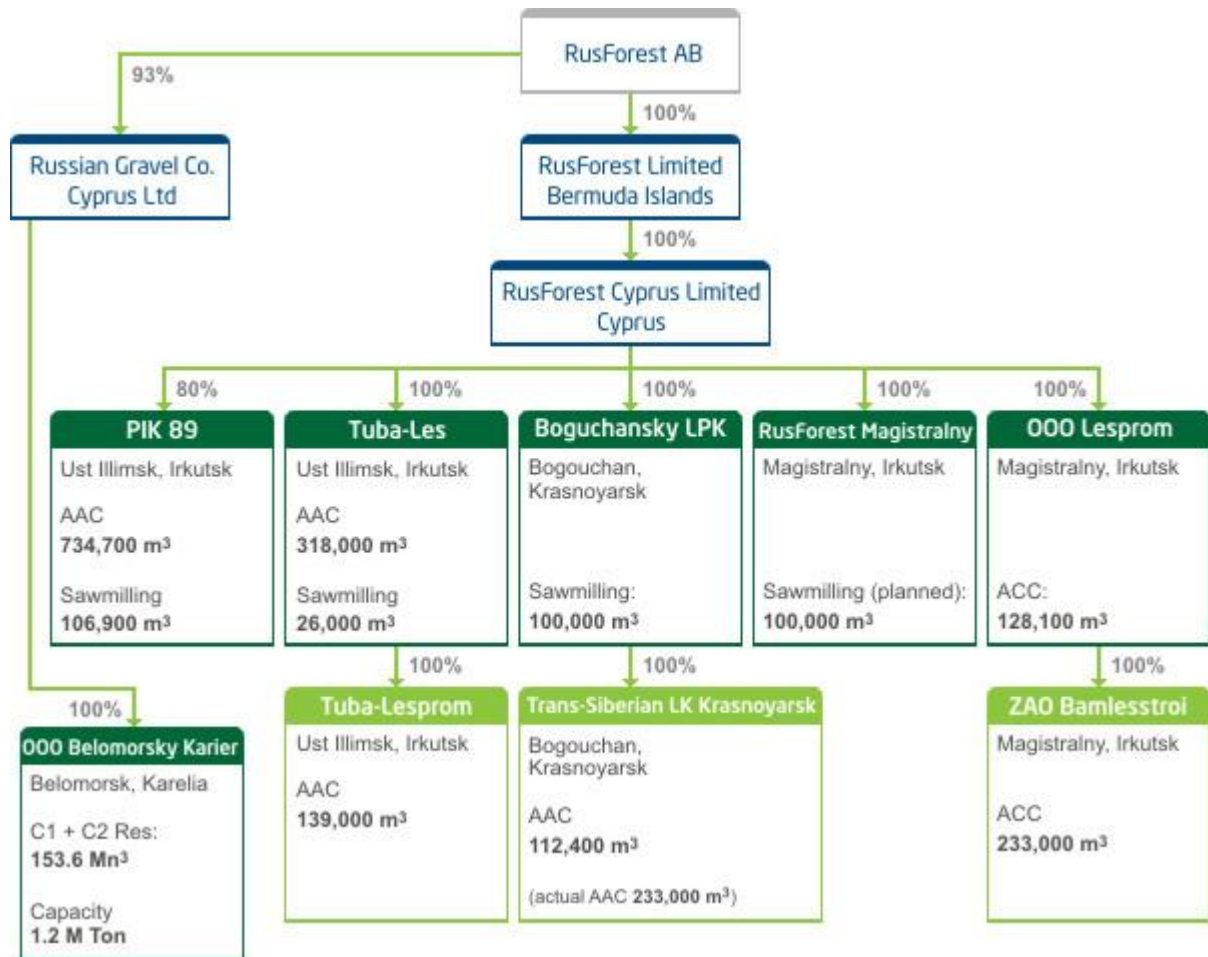 RusForest AB
93%
100%
Russian Gravel Co.
Cyprus Ltd
RusForest Limited
Bermuda Islands
100%
RusForest Cyprus Limited
Cyprus
80%
100%
100%
100%
100%
PIK 89
Ust Illimsk, Irkutsk
AAC
734,700 m³
Sawmilling
106,900 m³
Tuba-Les
Ust Illimsk, Irkutsk
AAC
318,000 m³
Sawmilling
26,000 m³
Boguchansky LPK
Bogouchan,
Krasnoyarsk
Sawmilling:
100,000 m³
RusForest Magistralny
Magistralny, Irkutsk
Sawmilling (planned):
100,000 m³
OOO Lesprom
Magistralny, Irkutsk
ACC:
128,100 m³
100%
100%
100%
100%
OOO Belomorsky Karier
Belomorsk, Karelia
C1 + C2 Res:
153.6 Mn³
Capacity
1.2 M Ton
Tuba-Lesprom
Ust Illimsk, Irkutsk
AAC
139,000 m³
Trans-Siberian LK Krasnoyarsk
Bogouchan,
Krasnoyarsk
AAC
112,400 m³
(actual AAC 233,000 m³)
ZAO Bamlesstroi
Magistralny, Irkutsk
ACC
233,000 m³